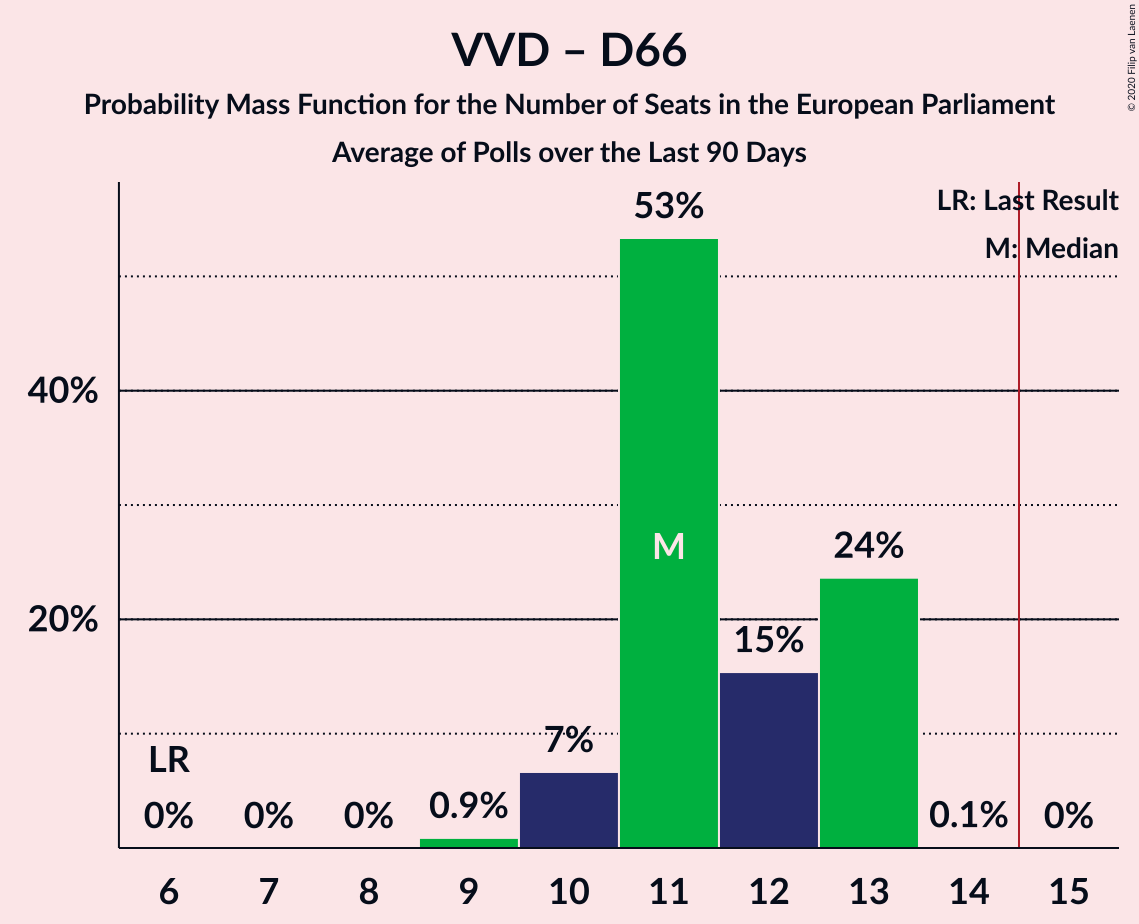 VVD – D66
Probability Mass Function for the Number of Seats in the European Parliament
Average of Polls over the Last 90 Days
© 2020 Filip van Laenen
LR: Last Result
M: Median
53%
40%
M
24%
20%
15%
7%
LR
0%
0%
0%
0.9%
0.1%
0%
6 7 8 9 10 11 12 13 14 15